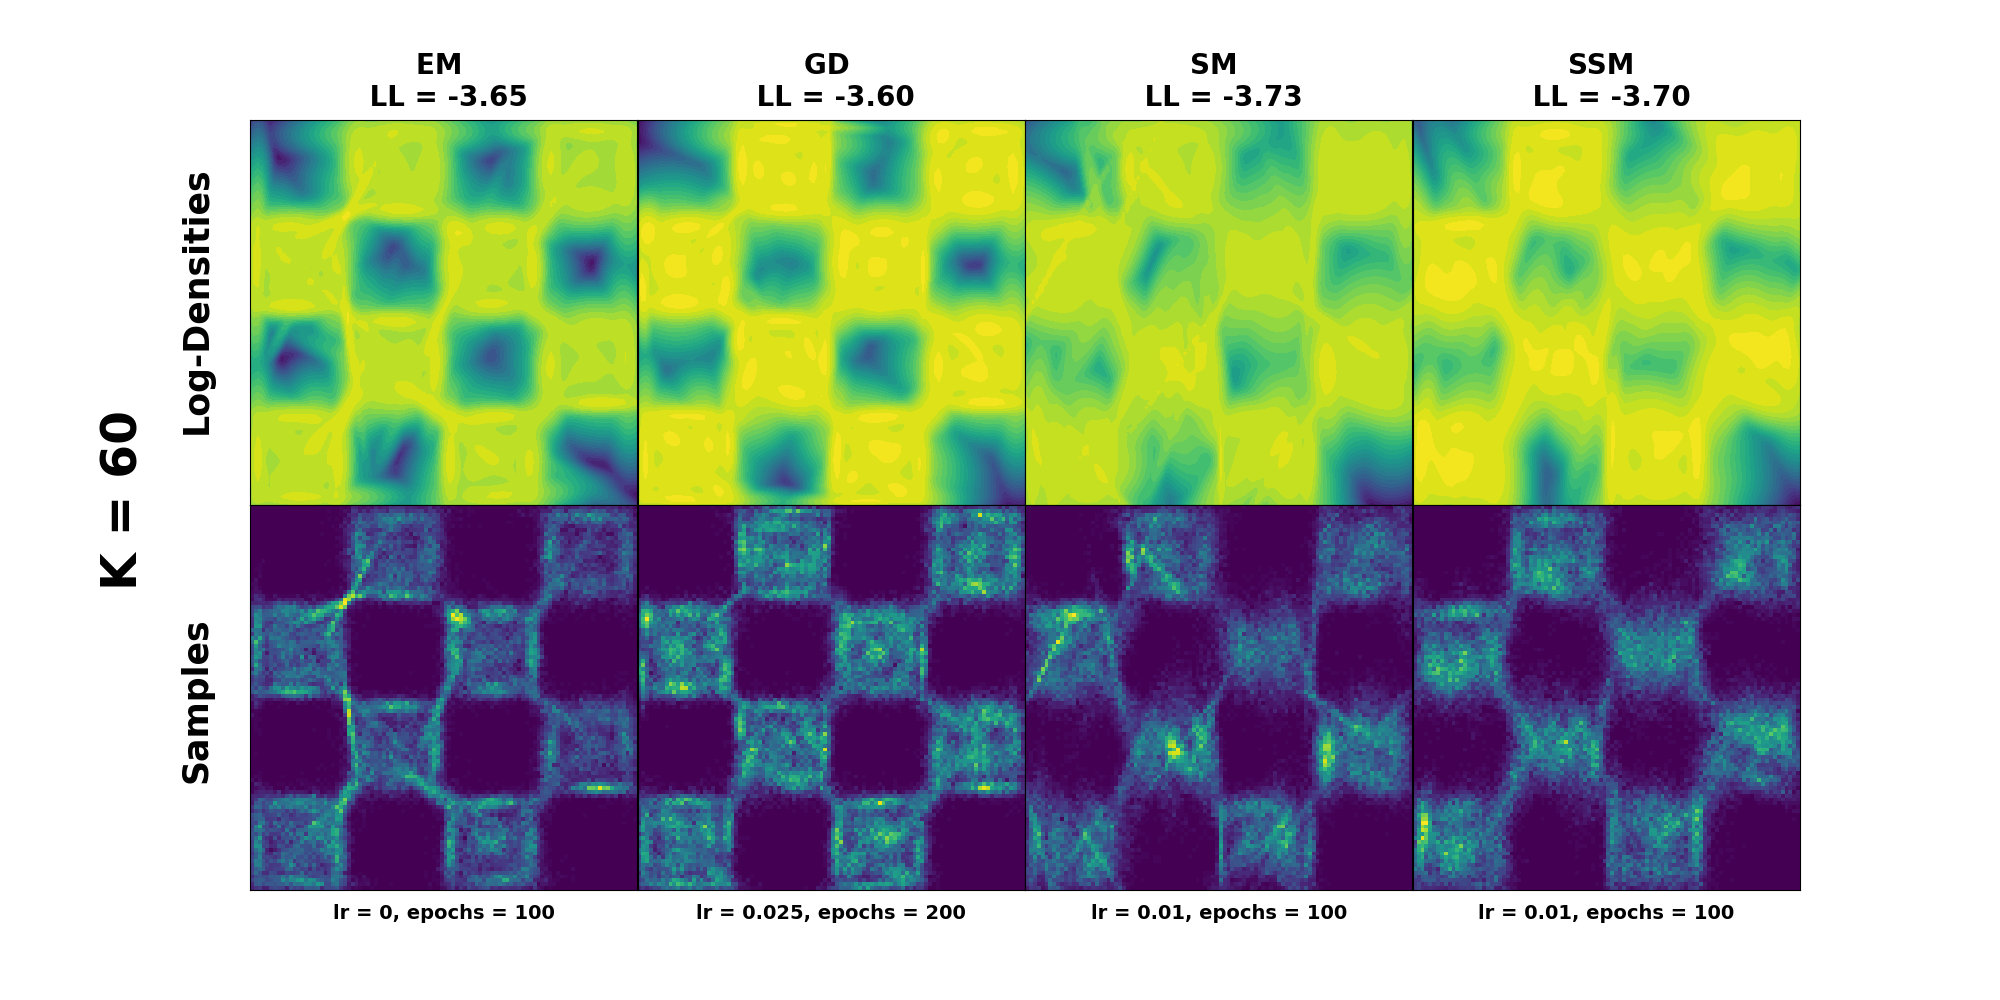 EM
LL = -3.65
GD
LL = -3.60
SM
LL = -3.73
SSM
LL = -3.70
K = 60
Log-Densities
Samples
lr = 0, epochs = 100
lr = 0.025, epochs = 200
lr = 0.01, epochs = 100
lr = 0.01, epochs = 100